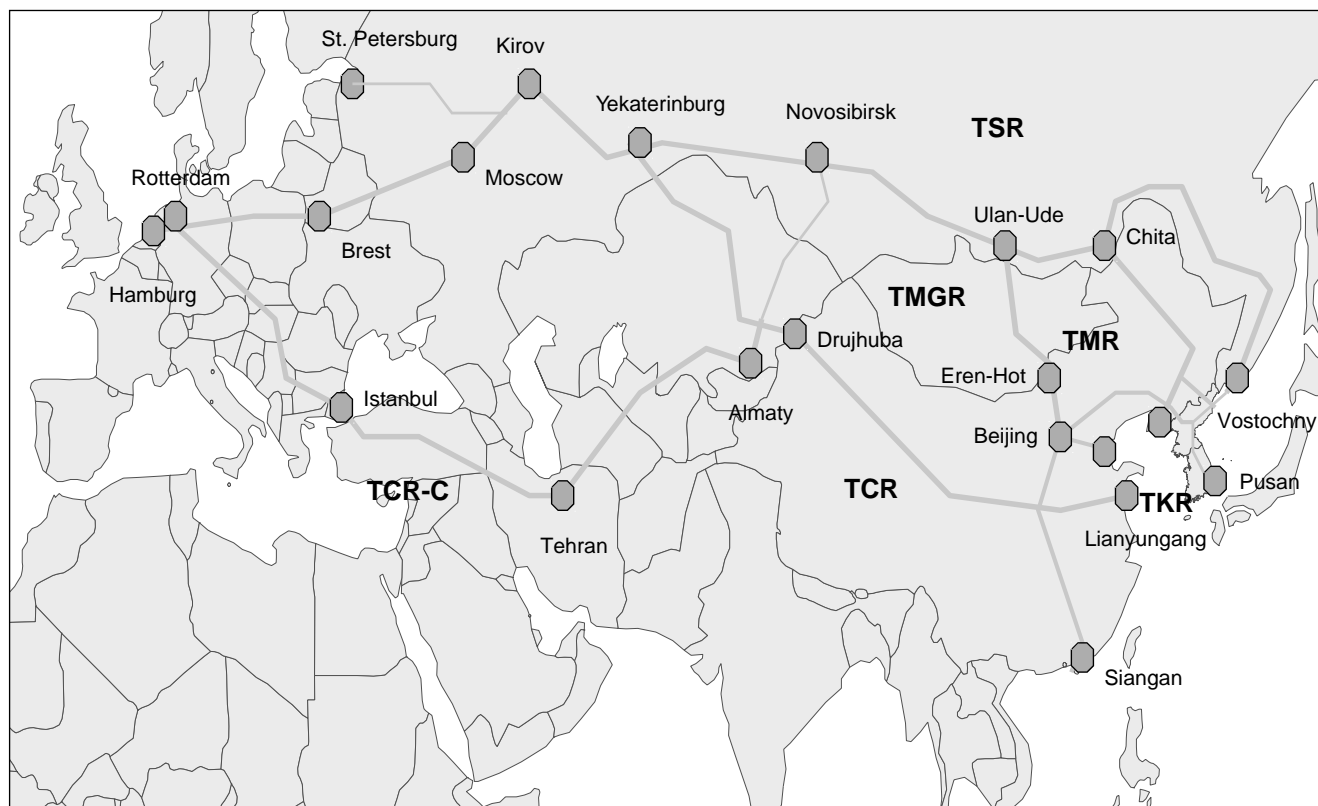 St. Petersburg
Kirov
Yekaterinburg
Novosibirsk
TSR
Rotterdam
Moscow
Ulan-Ude
Chita
Brest
Hamburg
TMGR
Drujhuba
TMR
Eren-Hot
Istanbul
Almaty
Beijing
Vostochny
TCR-C
TCR
Pusan
TKR
Lianyungang
Tehran
Siangan